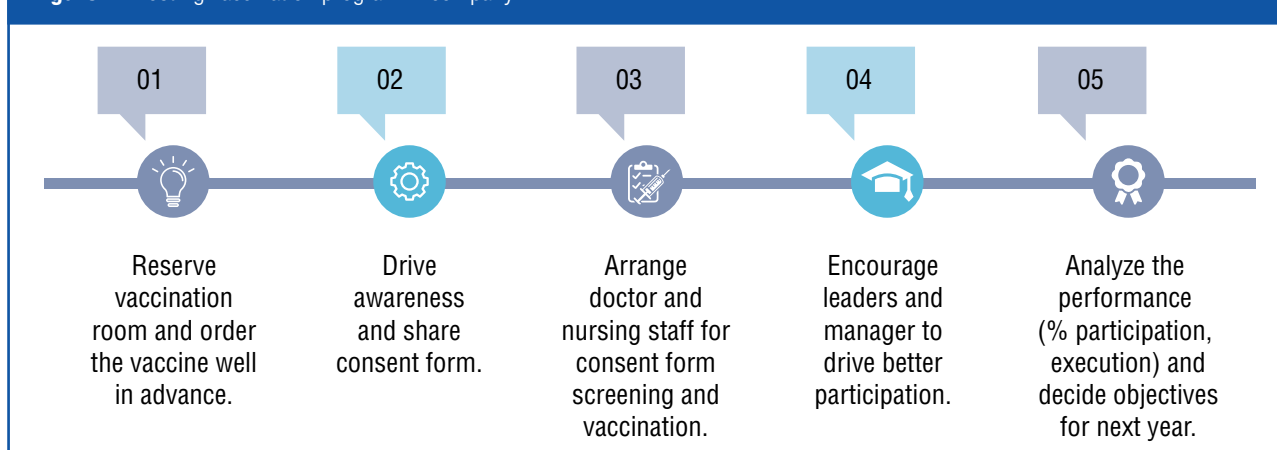 01
02
03
04
05
Reserve
vaccination
room and order
the vaccine well
in advance.
Drive
awareness
and share
consent form.
Arrange
doctor and
nursing staff for
consent form
screening and
vaccination.
Encourage
leaders and
manager to
drive better
participation.
Analyze the
performance
(% participation,
execution) and
decide objectives
for next year.